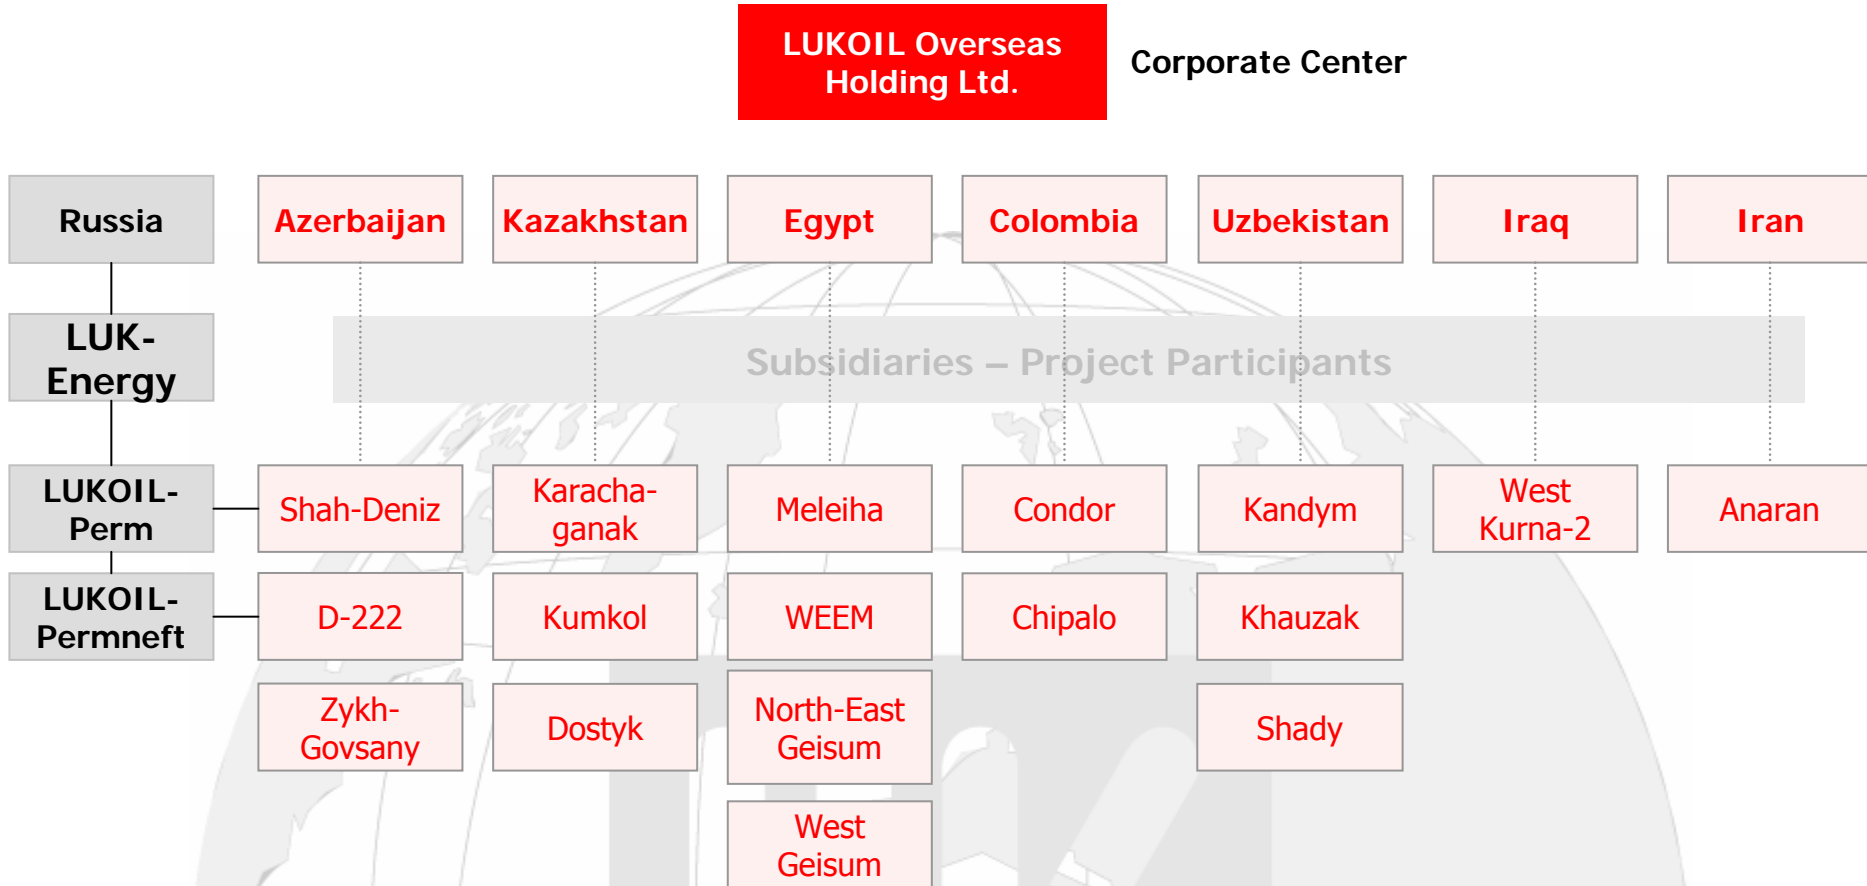 LUKOIL Overseas
Holding Ltd.
Corporate Center
Russia
Azerbaijan
Kazakhstan
Egypt
Colombia
Uzbekistan
Iraq
Iran
LUK-
Energy
Subsidiaries – Project Participants
LUKOIL-
Perm
Shah-Deniz
Karacha-
ganak
Meleiha
Condor
Kandym
West
Kurna-2
Anaran
LUKOIL-
Permneft
D-222
Kumkol
WEEM
Chipalo
Khauzak
Zykh-
Govsany
Dostyk
North-East
Geisum
Shady
West
Geisum